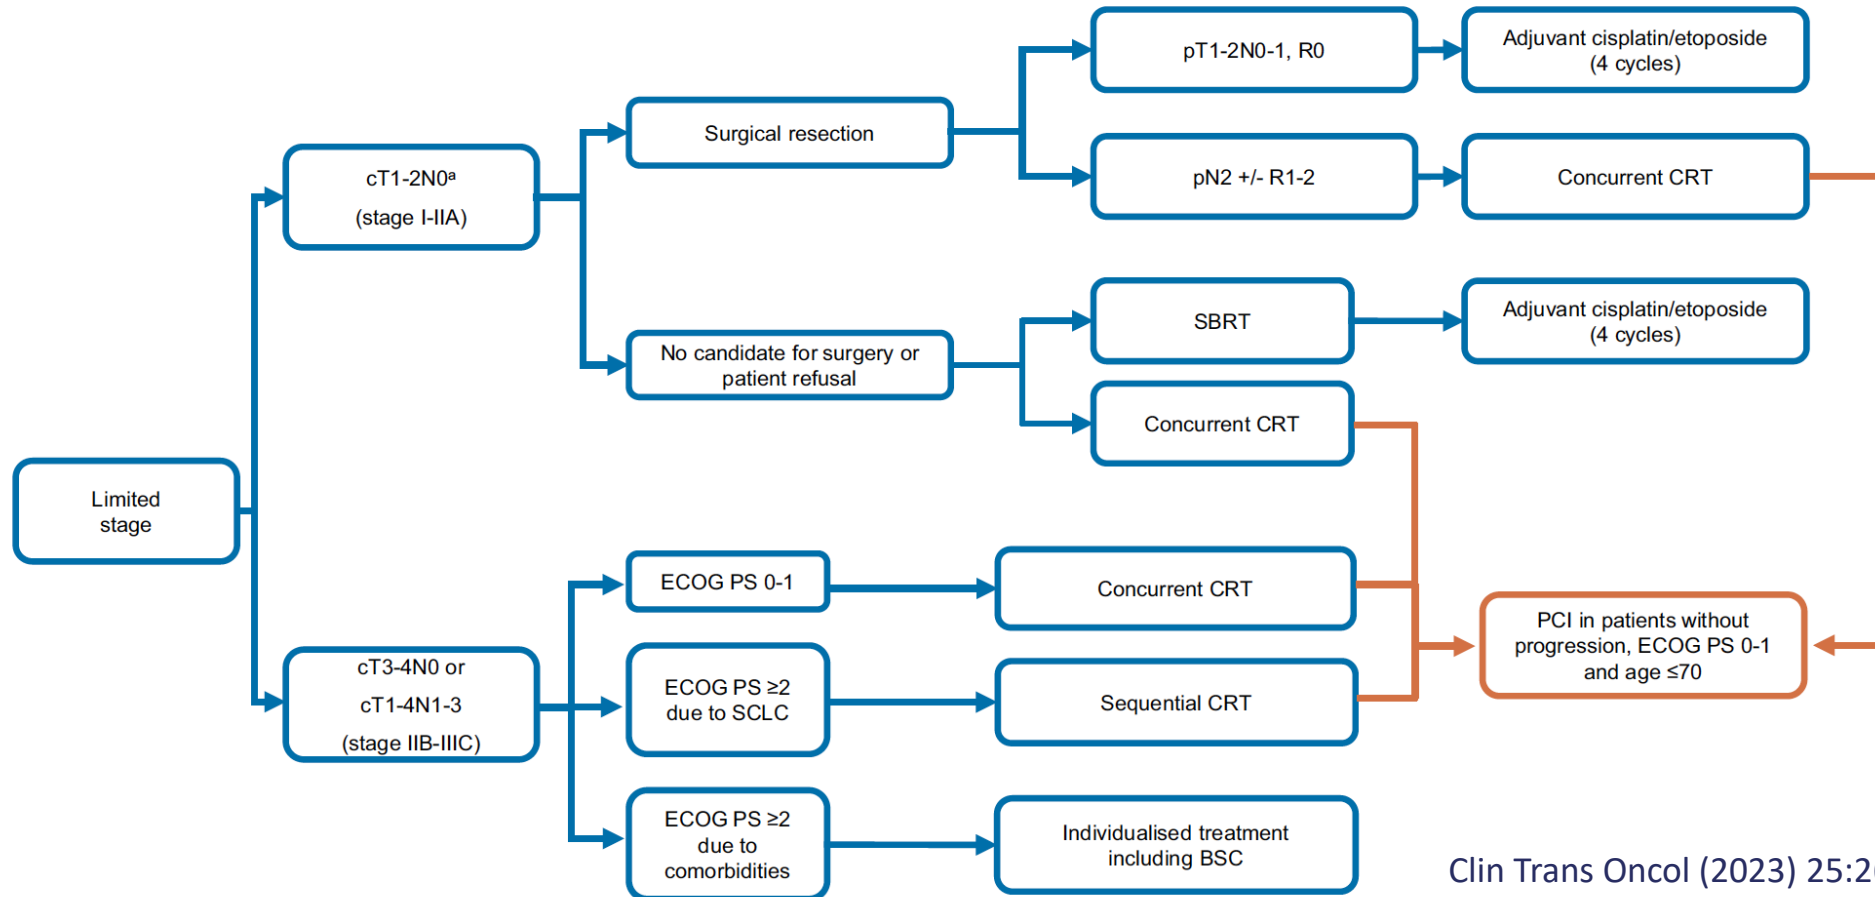 Limited
stage
cT1-2N0ᵃ
(stage I-IIA)
Surgical resection
pT1-2N0-1, R0
Adjuvant cisplatin/etoposide
(4 cycles)
pN2 +/- R1-2
Concurrent CRT
No candidate for surgery or
patient refusal
SBRT
Adjuvant cisplatin/etoposide
(4 cycles)
Concurrent CRT
cT3-4N0 or
cT1-4N1-3
(stage IIB-IIIC)
ECOG PS 0-1
Concurrent CRT
ECOG PS ≥2
due to SCLC
Sequential CRT
ECOG PS ≥2
due to
comorbidities
Individualised treatment
including BSC
PCI in patients without
progression, ECOG PS 0-1
and age ≤70
Clin Trans Oncol (2023) 25:2